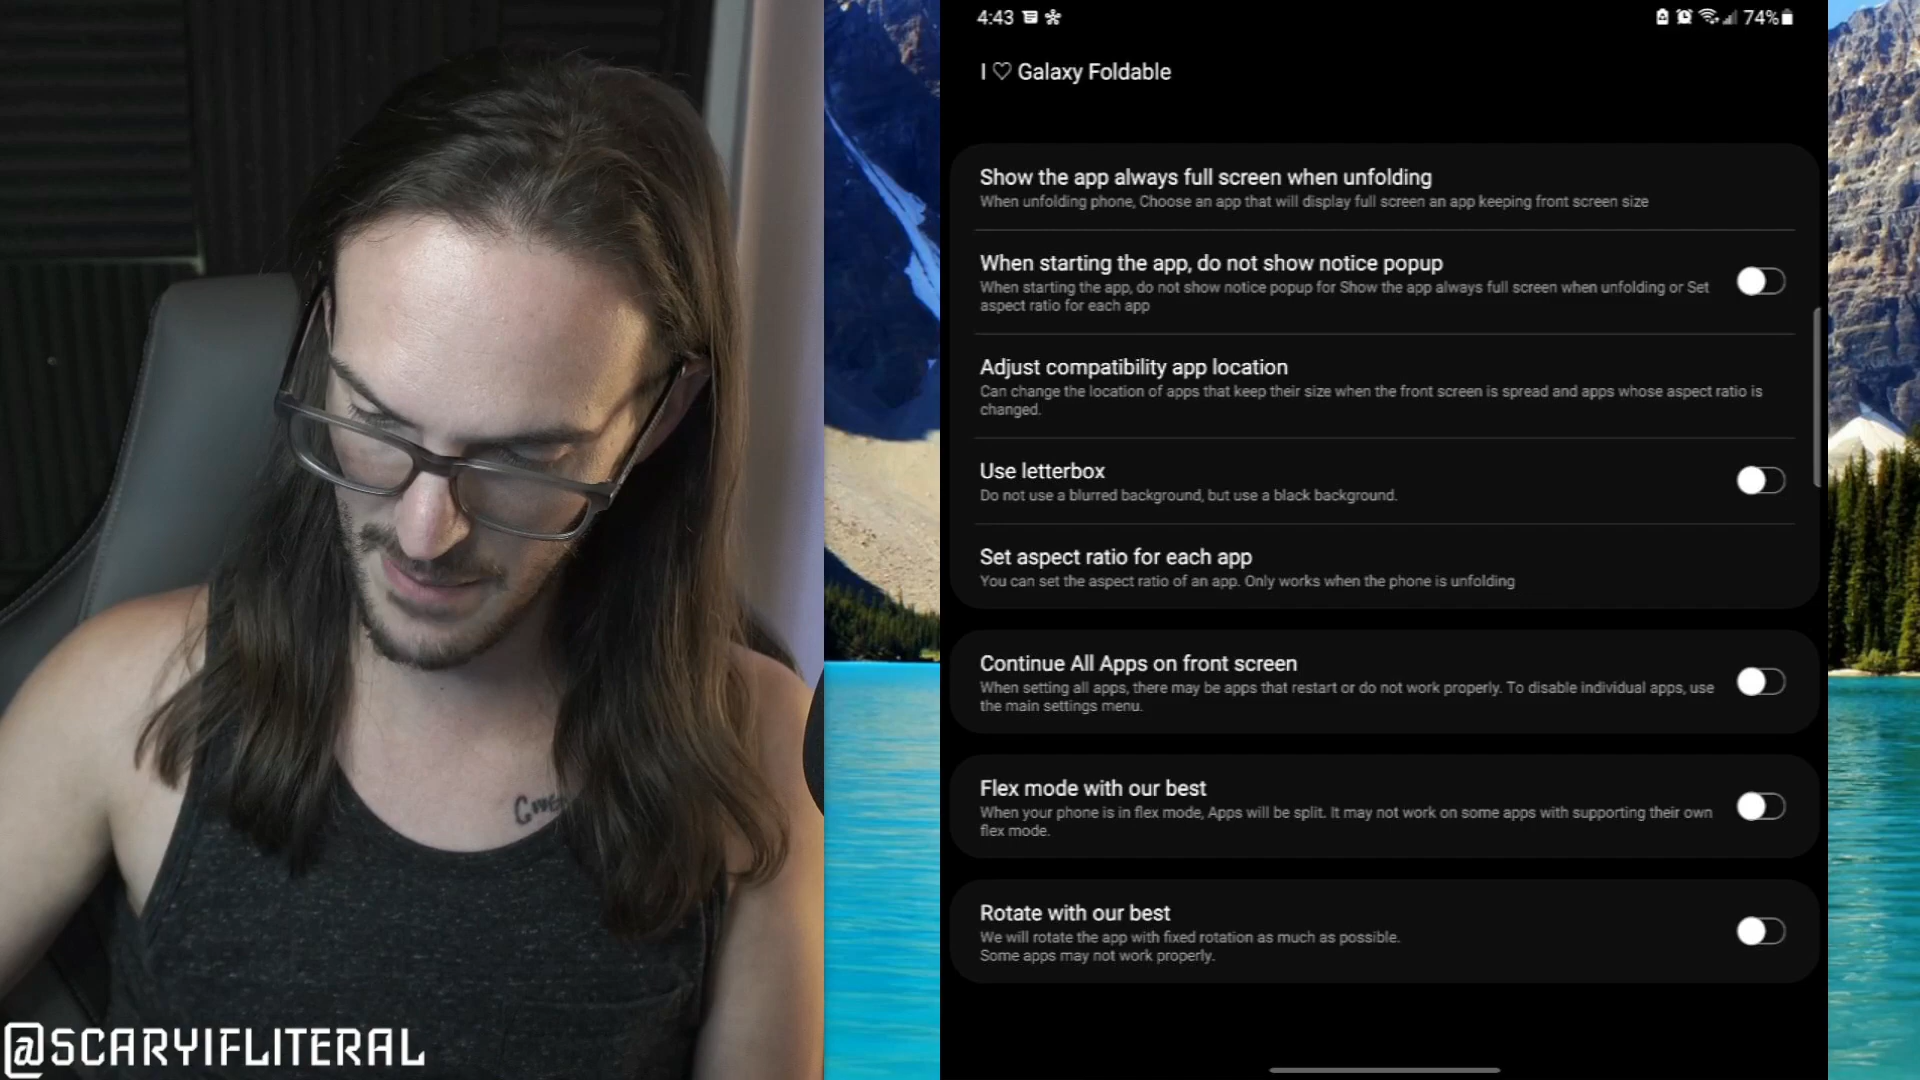 4:43
74%
I ♡ Galaxy Foldable
Show the app always full screen when unfolding
When unfolding phone, Choose an app that will display full screen an app keeping front screen size
When starting the app, do not show notice popup
When starting the app, do not show notice popup for Show the app always full screen when unfolding or Set
aspect ratio for each app
Adjust compatibility app location
Can change the location of apps that keep their size when the front screen is spread and apps whose aspect ratio is
changed.
Use letterbox
Do not use a blurred background, but use a black background.
Set aspect ratio for each app
You can set the aspect ratio of an app. Only works when the phone is unfolding
Continue All Apps on front screen
When setting all apps, there may be apps that restart or do not work properly. To disable individual apps, use
the main settings menu.
Flex mode with our best
When your phone is in flex mode, Apps will be split. It may not work on some apps with supporting their own
flex mode.
Rotate with our best
We will rotate the app with fixed rotation as much as possible.
Some apps may not work properly.
@SCARYIFLITERAL